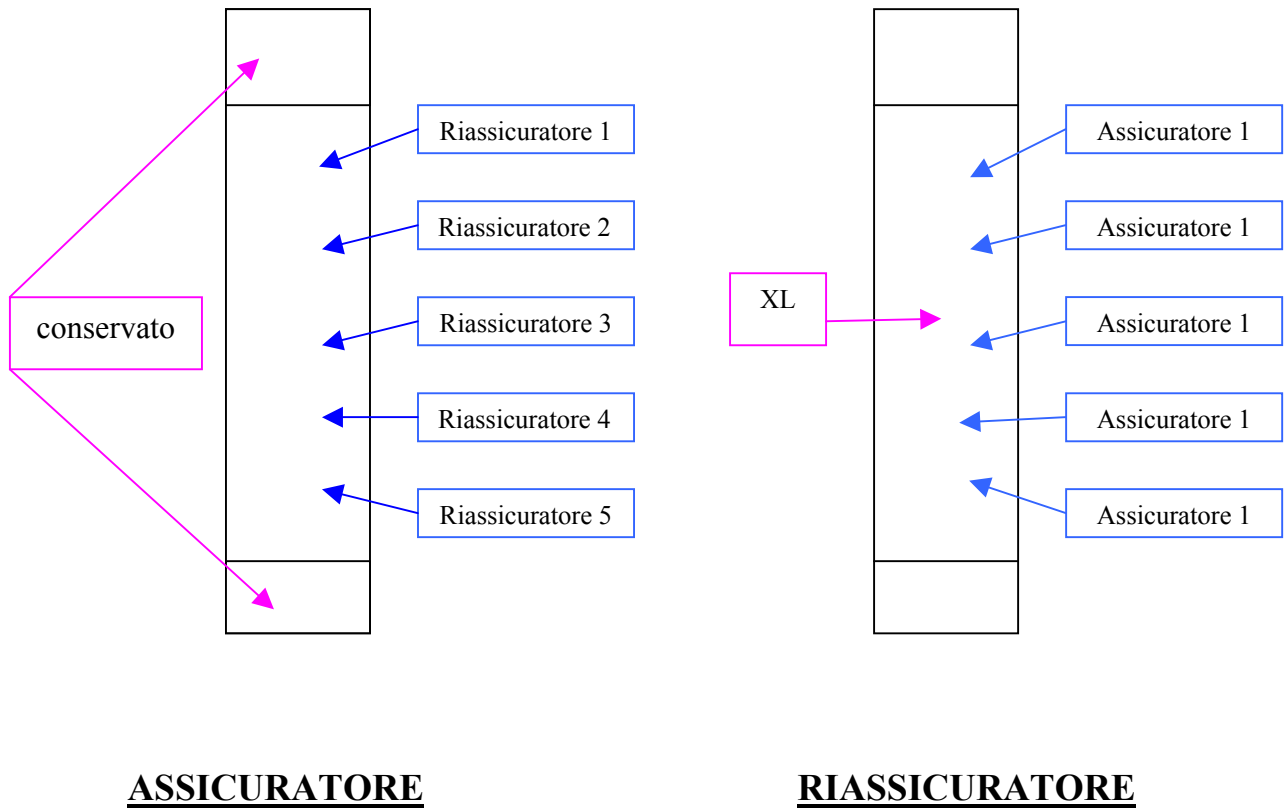 Riassicuratore 1
Riassicuratore 2
conservato
Riassicuratore 3
Riassicuratore 4
Riassicuratore 5
ASSICURATORE
Assicuratore 1
Assicuratore 1
XL
Assicuratore 1
Assicuratore 1
Assicuratore 1
RIASSICURATORE